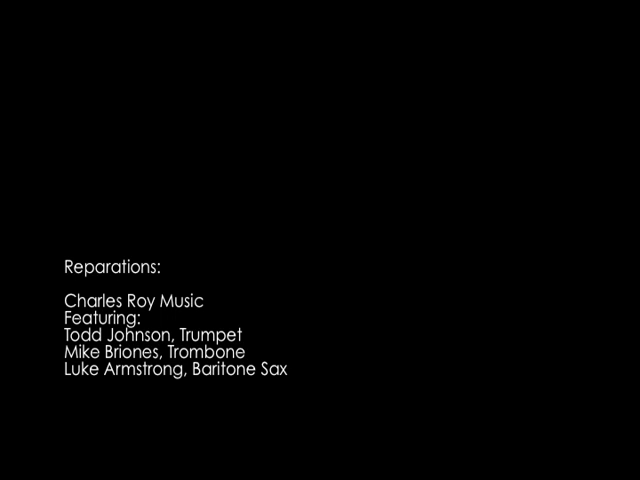 Reparations:
Charles Roy Music
Featuring:
Todd Johnson, Trumpet
Mike Briones, Trombone
Luke Armstrong, Baritone Sax